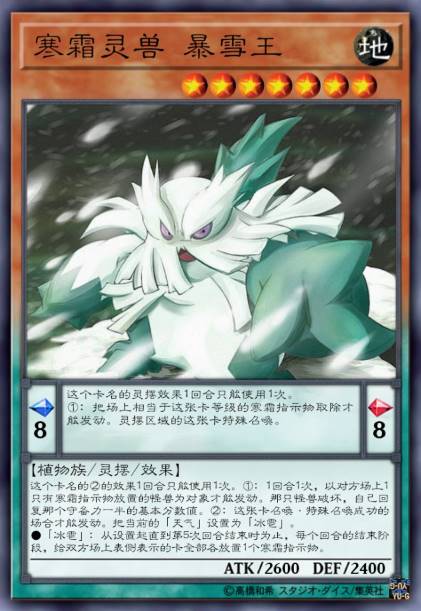 寒霜灵兽 暴雪王
地
这个卡名的灵摆效果1回合只能使用1次。
①：把场上相当于这张卡等级的寒霜指示物取除才
能发动。灵摆区域的这张卡特殊召唤。
8
8
【植物族/灵摆/效果】
这个卡名的②的效果1回合只能使用1次。①：1回合1次，以对方场上1
只有寒霜指示物放置的怪兽为对象才能发动。那只怪兽破坏，自己回
复那个守备力一半的基本分数值。②：这张卡召唤·特殊召唤成功的
场合才能发动。把当前的「天气」设置为「冰雹」。
●「冰雹」：从设置起直到第5次回合结束时为止，每个回合的结束阶
段，给双方场上表侧表示的卡全部各放置1个寒霜指示物。
ATK/2600 DEF/2400
©高橋和希 スタジオ・ダイス/集英社